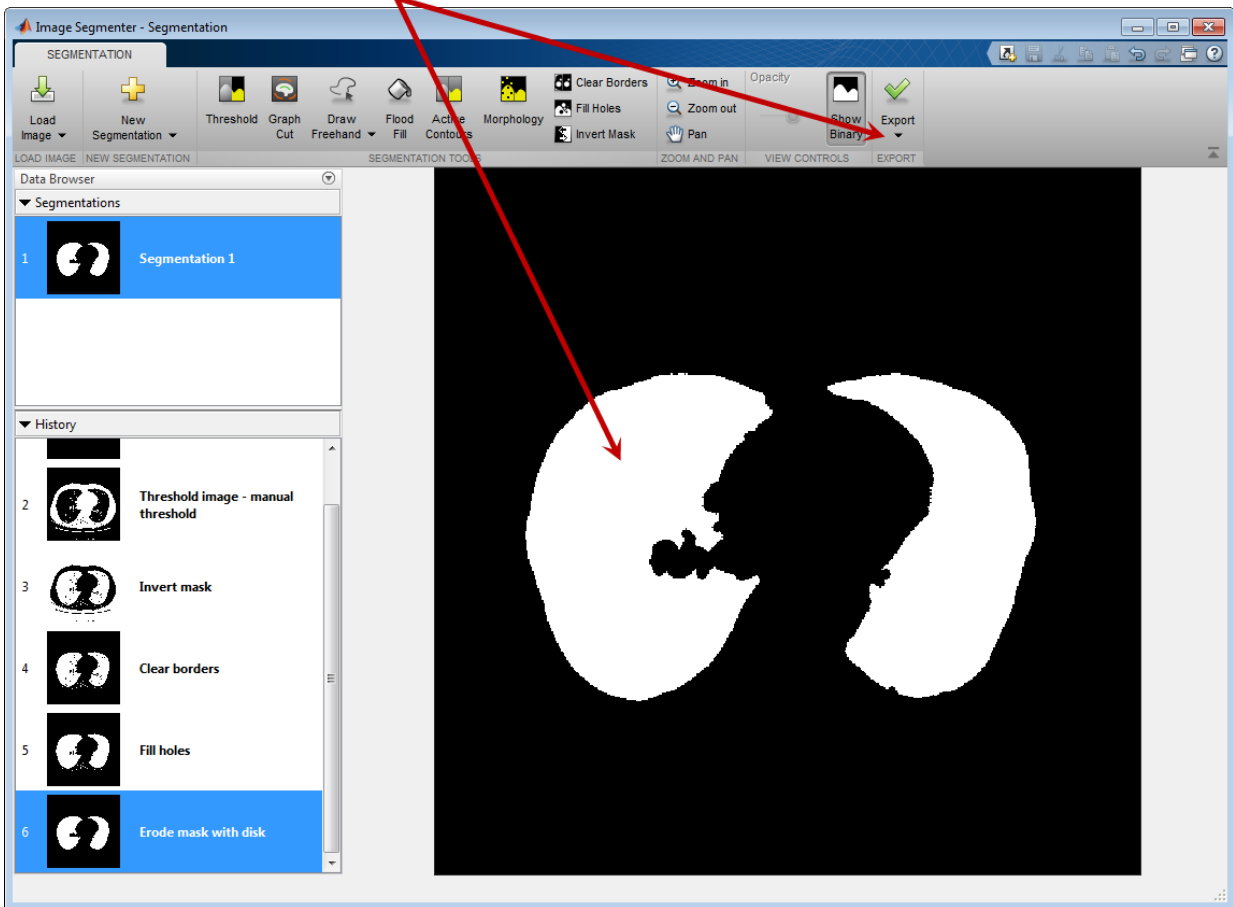 Image Segmenter - Segmentation
SEGMENTATION
Load
Image
New
Segmentation
Threshold
Graph
Cut
Draw
Freehand
Flood
Fill
Active
Contours
Morphology
Clear Borders
Fill Holes
Invert Mask
Zoom in
Zoom out
Pan
Opacity
Show
Binary
Export
LOAD IMAGE
NEW SEGMENTATION
SEGMENTATION TOOLS
ZOOM AND PAN
VIEW CONTROLS
EXPORT
Data Browser
Segmentations
1
Segmentation 1
History
2
Threshold image - manual
threshold
3
Invert mask
4
Clear borders
5
Fill holes
6
Erode mask with disk